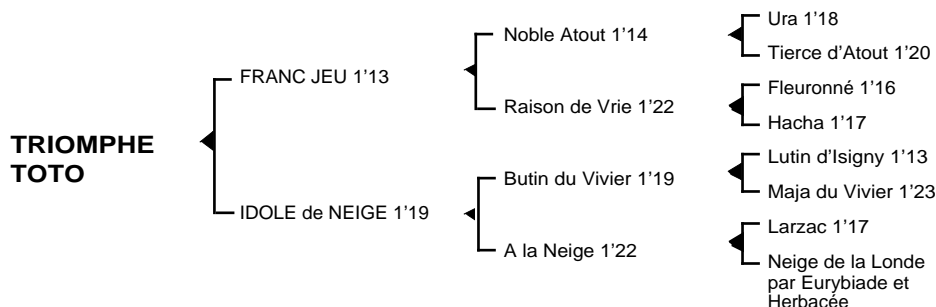 TRIOMPHE
TOTO
FRANC JEU 1’13
IDOLE de NEIGE 1’19
Noble Atout 1’14
Raison de Vrie 1’22
Butin du Vivier 1’19
A la Neige 1’22
Ura 1’18
Tierce d’Atout 1’20
Fleuronné 1’16
Hacha 1’17
Lutin d’Isigny 1’13
Maja du Vivier 1’23
Larzac 1’17
Neige de la Londe
par Eurybiade et
Herbacée